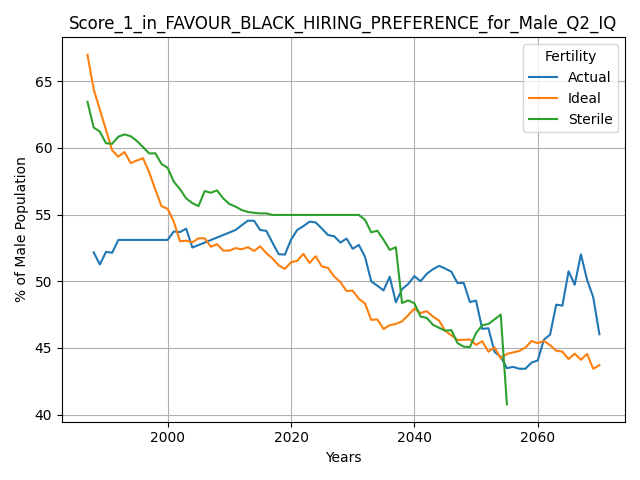 Score_1_in_FAVOUR_BLACK_HIRING_PREFERENCE_for_Male_Q2_IQ
Fertility
Actual
Ideal
Sterile
% of Male Population
65
60
55
50
45
40
2000
2020
2040
2060
Years